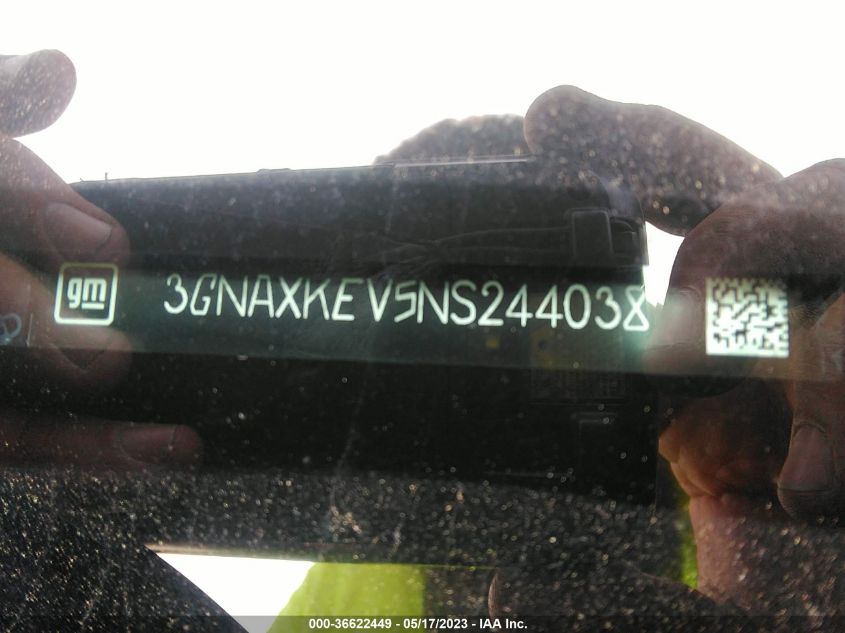 gm 3GNAXKEV5NS244038
000-36622449 - 05/17/2023 - IAA Inc.